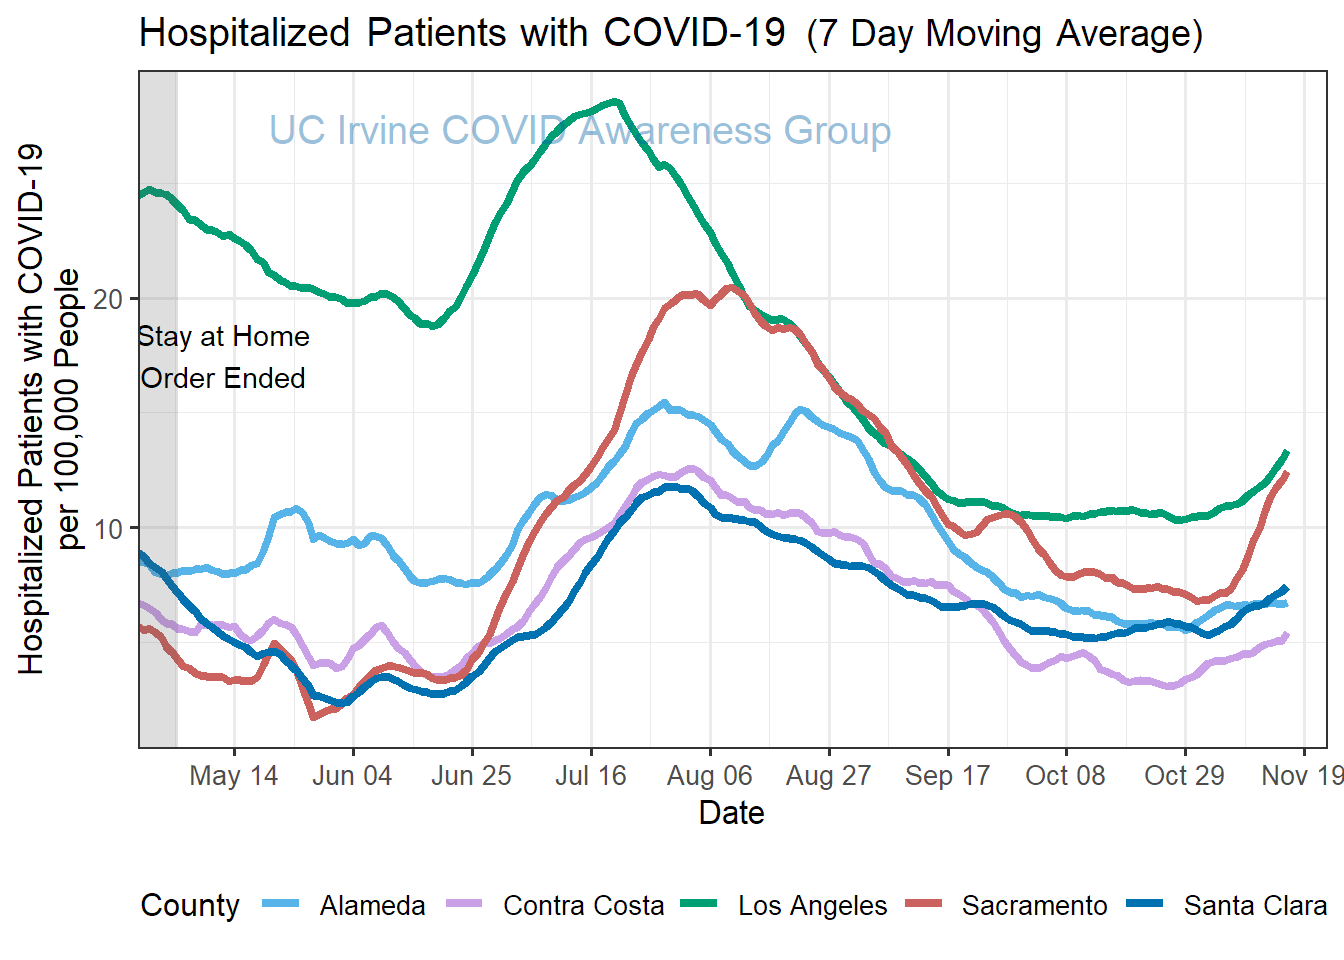 Hospitalized Patients with COVID-19 (7 Day Moving Average)
UC Irvine COVID Awareness Group
Hospitalized Patients with COVID-19
per 100,000 People
20
10
Stay at Home
Order Ended
May 14 Jun 04 Jun 25 Jul 16 Aug 06 Aug 27 Sep 17 Oct 08 Oct 29 Nov 19
Date
County Alameda Contra Costa Los Angeles Sacramento Santa Clara